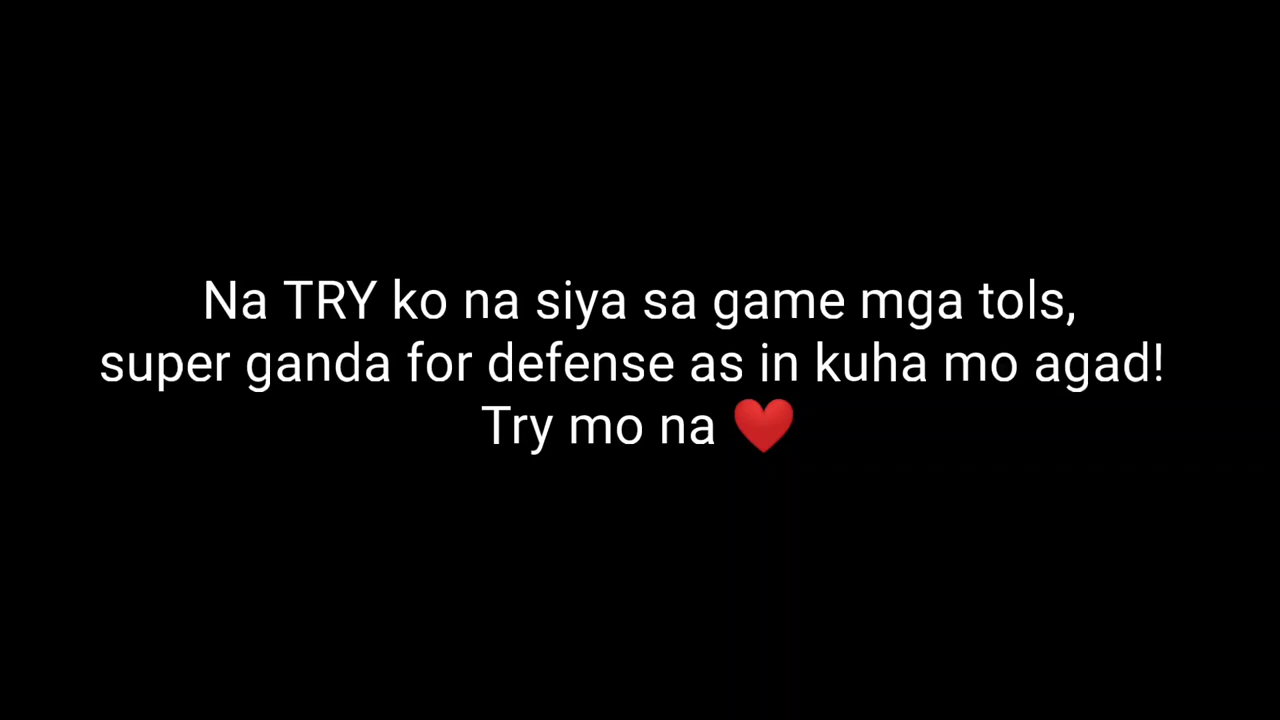 Na TRY ko na siya sa game mga tols,
super ganda for defense as in kuha mo agad!
Try mo na ❤️